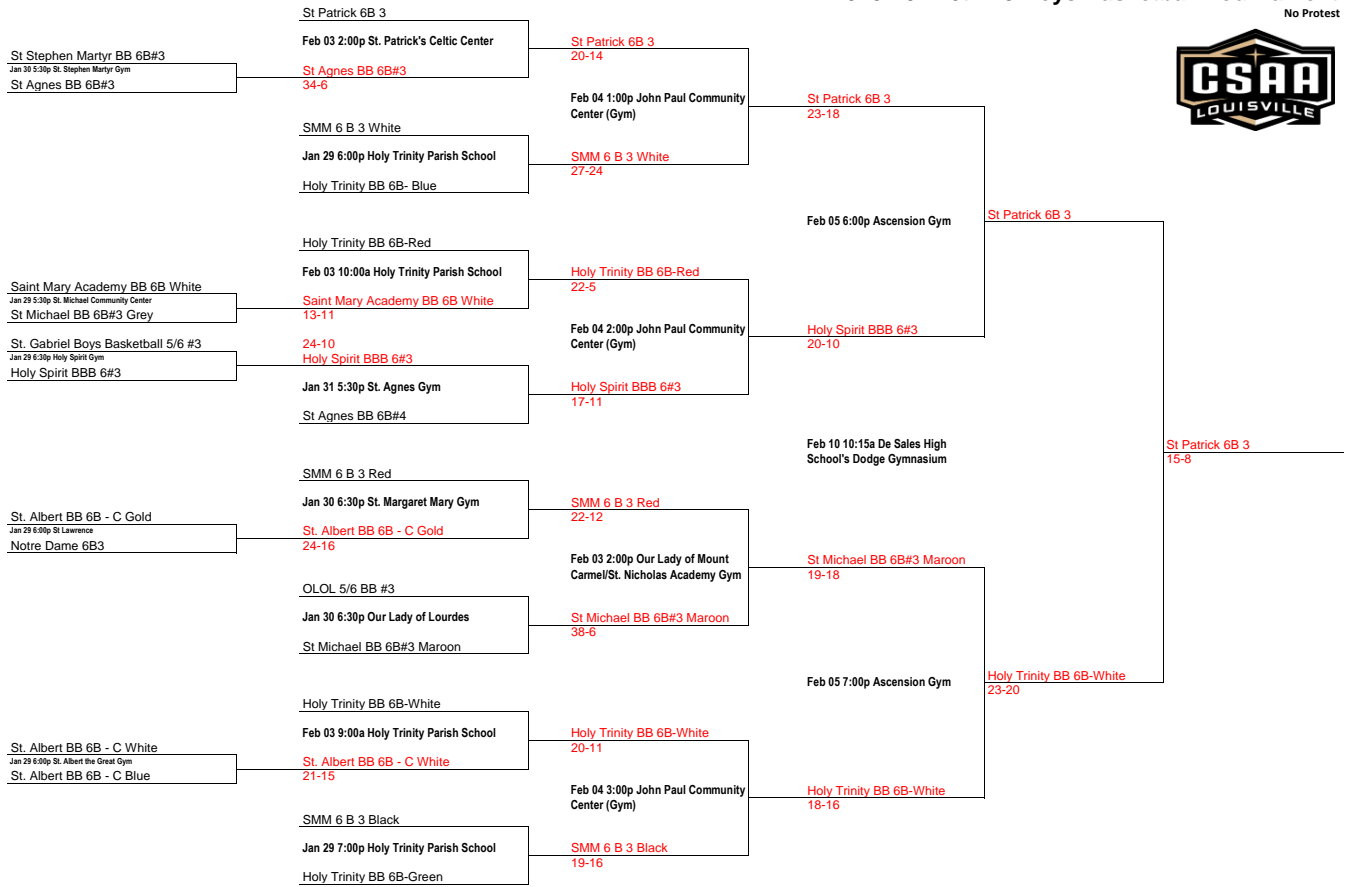 No Protest
CSAA
LOUISVILLE
St Patrick 6B 3
Feb 03 2:00p St. Patrick's Celtic Center
St Stephen Martyr BB 6B#3
Jan 30 5:30p St. Stephen Martyr Gym
St Agnes BB 6B#3
St Agnes BB 6B#3
34-6
St Patrick 6B 3
20-14
Feb 04 1:00p John Paul Community
Center (Gym)
St Patrick 6B 3
23-18
SMM 6 B 3 White
Jan 29 6:00p Holy Trinity Parish School
Holy Trinity BB 6B- Blue
SMM 6 B 3 White
27-24
Feb 05 6:00p Ascension Gym
St Patrick 6B 3
Holy Trinity BB 6B-Red
Feb 03 10:00a Holy Trinity Parish School
Saint Mary Academy BB 6B White
Jan 29 5:30p St. Michael Community Center
St Michael BB 6B#3 Grey
Saint Mary Academy BB 6B White
13-11
Holy Trinity BB 6B-Red
22-5
Feb 04 2:00p John Paul Community
Center (Gym)
Holy Spirit BBB 6#3
20-10
St. Gabriel Boys Basketball 5/6 #3
Jan 29 6:30p Holy Spirit Gym
Holy Spirit BBB 6#3
24-10
Holy Spirit BBB 6#3
Jan 31 5:30p St. Agnes Gym
St Agnes BB 6B#4
Holy Spirit BBB 6#3
17-11
Feb 10 10:15a De Sales High
School's Dodge Gymnasium
St Patrick 6B 3
15-8
SMM 6 B 3 Red
Jan 30 6:30p St. Margaret Mary Gym
St. Albert BB 6B - C Gold
Jan 29 6:00p St Lawrence
Notre Dame 6B3
St. Albert BB 6B - C Gold
24-16
SMM 6 B 3 Red
22-12
Feb 03 2:00p Our Lady of Mount
Carmel/St. Nicholas Academy Gym
St Michael BB 6B#3 Maroon
19-18
OLOL 5/6 BB #3
Jan 30 6:30p Our Lady of Lourdes
St Michael BB 6B#3 Maroon
St Michael BB 6B#3 Maroon
38-6
Feb 05 7:00p Ascension Gym
Holy Trinity BB 6B-White
23-20
Holy Trinity BB 6B-White
Feb 03 9:00a Holy Trinity Parish School
St. Albert BB 6B - C White
Jan 29 6:00p St. Albert the Great Gym
St. Albert BB 6B - C Blue
St. Albert BB 6B - C White
21-15
Holy Trinity BB 6B-White
20-11
Feb 04 3:00p John Paul Community
Center (Gym)
Holy Trinity BB 6B-White
18-16
SMM 6 B 3 Black
Jan 29 7:00p Holy Trinity Parish School
Holy Trinity BB 6B-Green
SMM 6 B 3 Black
19-16